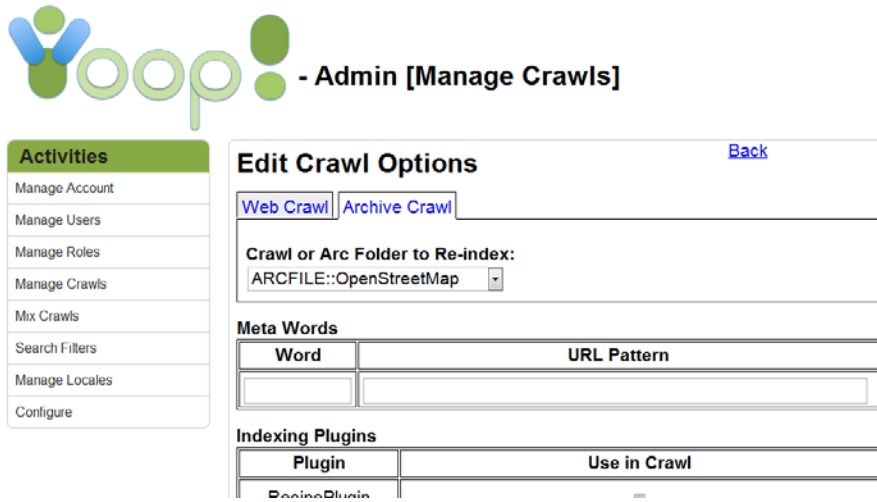 Yoop! - Admin [Manage Crawls]
Activities
Manage Account
Manage Users
Manage Roles
Manage Crawls
Mix Crawls
Search Filters
Manage Locales
Configure
Edit Crawl Options
Back
Web Crawl Archive Crawl
Crawl or Arc Folder to Re-index:
ARCFILE::OpenStreetMap
Meta Words
Word URL Pattern
Indexing Plugins
Plugin Use in Crawl
RecipePlugin